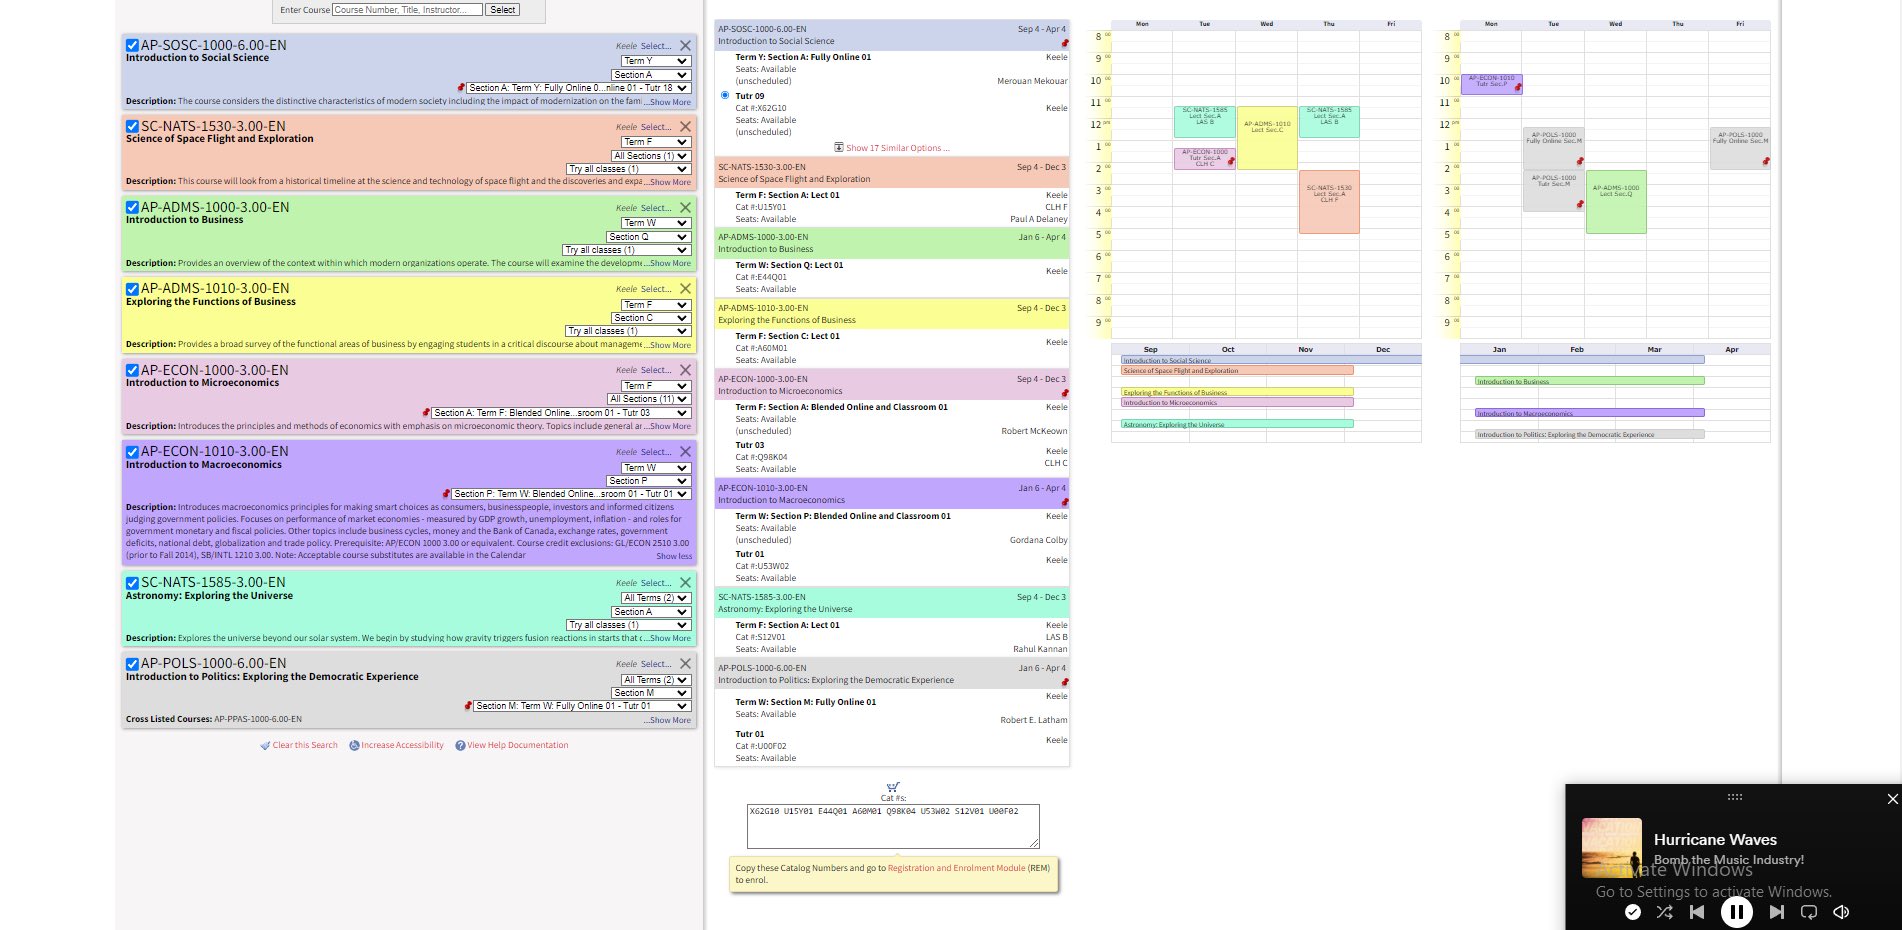 Enter Course Course Number, Title, Instructor... Select
AP-SOSC-1000-6.00-EN Keele Select...
Introduction to Social Science
Term Y
Section A
Section A: Term Y: Fully Online 0...nline 01 - Tutr 18
Description: The course considers the distinctive characteristics of modern society including the impact of modernization on the fami ...Show More
SC-NATS-1530-3.00-EN Keele Select...
Science of Space Flight and Exploration
Term F
All Sections (1)
Try all classes (1)
Description: This course will look from a historical timeline at the science and technology of space flight and the discoveries and expa ...Show More
AP-ADMS-1000-3.00-EN Keele Select...
Introduction to Business
Term W
Section Q
Try all classes (1)
Description: Provides an overview of the context within which modern organizations operate. The course will examine the developme ...Show More
AP-ADMS-1010-3.00-EN Keele Select...
Exploring the Functions of Business
Term F
Section C
Try all classes (1)
Description: Provides a broad survey of the functional areas of business by engaging students in a critical discourse about manageme ...Show More
AP-ECON-1000-3.00-EN Keele Select...
Introduction to Microeconomics
Term F
All Sections (11)
Section A: Term F: Blended Online...sroom 01 - Tutr 03
Description: Introduces the principles and methods of economics with emphasis on microeconomic theory. Topics include general ar ...Show More
AP-ECON-1010-3.00-EN Keele Select...
Introduction to Macroeconomics
Term W
Section P
Section P: Term W: Blended Online...sroom 01 - Tutr 01
Description: Introduces macroeconomics principles for making smart choices as consumers, businesspeople, investors and informed citizens
judging government policies. Focuses on performance of market economies - measured by GDP growth, unemployment, inflation - and roles for
government monetary and fiscal policies. Other topics include business cycles, money and the Bank of Canada, exchange rates, government
deficits, national debt, globalization and trade policy. Prerequisite: AP/ECON 1000 3.00 or equivalent. Course credit exclusions: GL/ECON 2510 3.00
(prior to Fall 2014), SB/INTL 1210 3.00. Note: Acceptable course substitutes are available in the Calendar Show less
SC-NATS-1585-3.00-EN Keele Select...
Astronomy: Exploring the Universe
All Terms (2)
Section A
Try all classes (1)
Description: Explores the universe beyond our solar system. We begin by studying how gravity triggers fusion reactions in starts that c ...Show More
AP-POLS-1000-6.00-EN Keele Select...
Introduction to Politics: Exploring the Democratic Experience
All Terms (2)
Section M
Section M: Term W: Fully Online 01 - Tutr 01
Cross Listed Courses: AP-PPAS-1000-6.00-EN ...Show More
Clear this Search Increase Accessibility View Help Documentation
AP-SOSC-1000-6.00-EN Sep 4 - Apr 4
Introduction to Social Science
Term Y: Section A: Fully Online 01 Keele
Seats: Available
(unscheduled) Merouan Mekouar
Tutr 09
Cat #:X62G10 Keele
Seats: Available
(unscheduled)
Show 17 Similar Options ...
SC-NATS-1530-3.00-EN Sep 4 - Dec 3
Science of Space Flight and Exploration
Term F: Section A: Lect 01 Keele
Cat #:U15Y01 CLH F
Seats: Available Paul A Delaney
AP-ADMS-1000-3.00-EN Jan 6 - Apr 4
Introduction to Business
Term W: Section Q: Lect 01
Cat #:E44Q01 Keele
Seats: Available
AP-ADMS-1010-3.00-EN Sep 4 - Dec 3
Exploring the Functions of Business
Term F: Section C: Lect 01
Cat #:A60M01 Keele
Seats: Available
AP-ECON-1000-3.00-EN Sep 4 - Dec 3
Introduction to Microeconomics
Term F: Section A: Blended Online and Classroom 01 Keele
Seats: Available
(unscheduled) Robert McKeown
Tutr 03 Keele
Cat #:Q98K04 CLH C
Seats: Available
AP-ECON-1010-3.00-EN Jan 6 - Apr 4
Introduction to Macroeconomics
Term W: Section P: Blended Online and Classroom 01 Keele
Seats: Available
(unscheduled) Gordana Colby
Tutr 01
Cat #:U53W02 Keele
Seats: Available
SC-NATS-1585-3.00-EN Sep 4 - Dec 3
Astronomy: Exploring the Universe
Term F: Section A: Lect 01 Keele
Cat #:S12V01 LAS B
Seats: Available Rahul Kannan
AP-POLS-1000-6.00-EN Jan 6 - Apr 4
Introduction to Politics: Exploring the Democratic Experience
Keele
Term W: Section M: Fully Online 01
Seats: Available
Robert E. Latham
Tutr 01
Cat #:U00F02 Keele
Seats: Available
Cat #s:
X62G10 U15Y01 E44Q01 A60M01 Q98K04 U53W02 S12V01 U00F02
Copy these Catalog Numbers and go to Registration and Enrolment Module (REM)
to enrol.
Mon Tue Wed Thu Fri
8 00
9 00
10 00
11 00
12 pm
1 00
2 00
3 00
4 00
5 00
6 00
7 00
8 00
9 00
SC-NATS-1585
Lect Sec.A
LAS B
AP-ADMS-1010
Lect Sec.C
SC-NATS-1585
Lect Sec.A
LAS B
AP-ECON-1000
Tutr Sec.A
CLH C
SC-NATS-1530
Lect Sec.A
CLH F
Sep Oct Nov Dec
Introduction to Social Science
Science of Space Flight and Exploration
Exploring the Functions of Business
Introduction to Microeconomics
Astronomy: Exploring the Universe
Mon Tue Wed Thu Fri
8 00
9 00
10 00
11 00
12 pm
1 00
2 00
3 00
4 00
5 00
6 00
7 00
8 00
9 00
AP-ECON-1010
Tutr Sec.P
AP-POLS-1000
Fully Online Sec.M
AP-POLS-1000
Fully Online Sec.M
AP-POLS-1000
Tutr Sec.M
AP-ADMS-1000
Lect Sec.Q
Jan Feb Mar Apr
Introduction to Business
Introduction to Macroeconomics
Introduction to Politics: Exploring the Democratic Experience
Hurricane Waves
Bomb the Music Industry!
Activate Windows
Go to Settings to activate Windows.